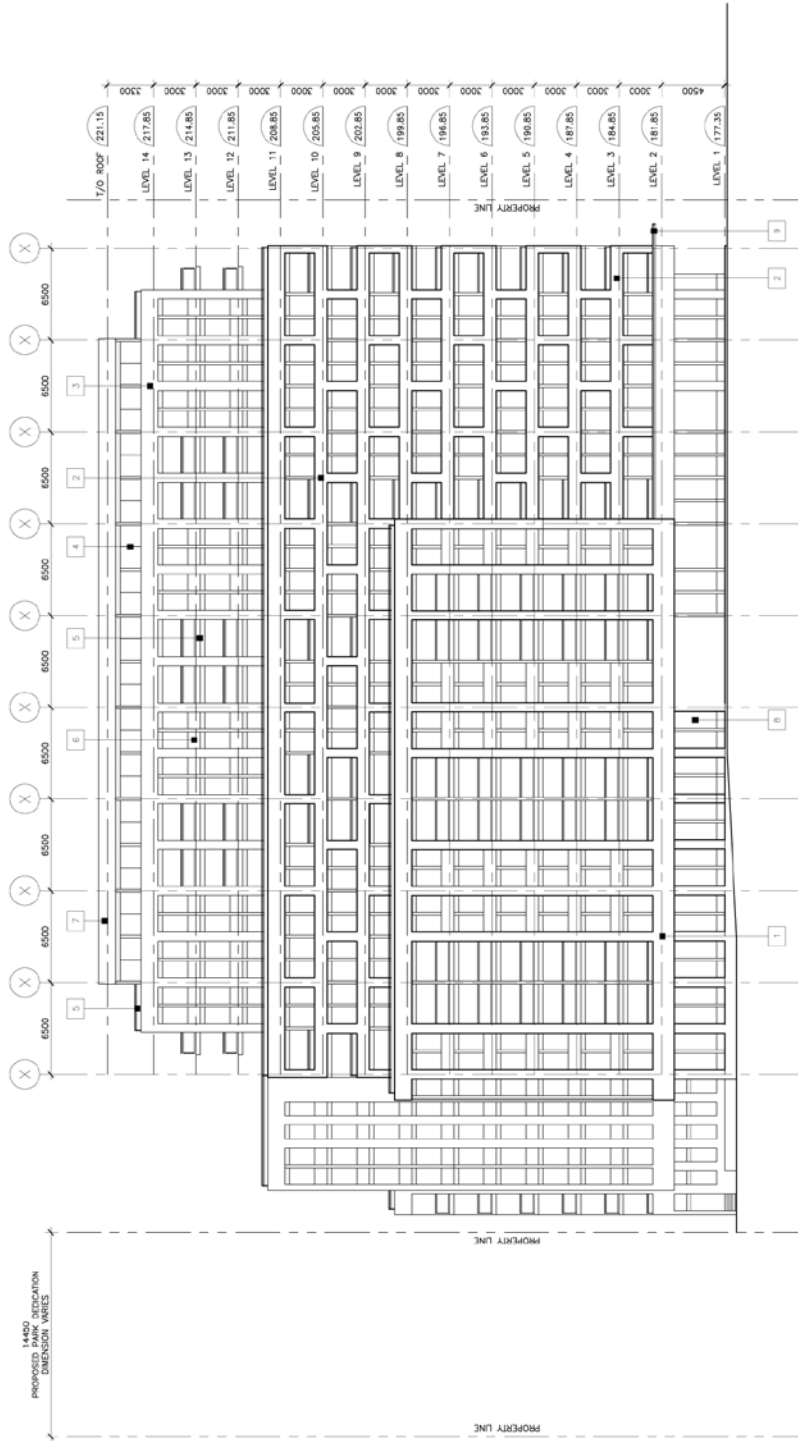 14450
PROPOSED PARK DEDICATION
DIMENSION VARIES
PROPERTY LINE
PROPERTY LINE
PROPERTY LINE
X
6500
X
6500
X
6500
X
6500
X
6500
X
6500
X
6500
X
6500
X
6500
X
5
7
6
5
4
2
3
1
8
2
9
T/O ROOF 221.15
3300
LEVEL 14 217.85
3000
LEVEL 13 214.85
3000
LEVEL 12 211.85
3000
LEVEL 11 208.85
3000
LEVEL 10 205.85
3000
LEVEL 9 202.85
3000
LEVEL 8 199.85
3000
LEVEL 7 196.85
3000
LEVEL 6 193.85
3000
LEVEL 5 190.85
3000
LEVEL 4 187.85
3000
LEVEL 3 184.85
3000
LEVEL 2 181.85
4500
LEVEL 1 177.35